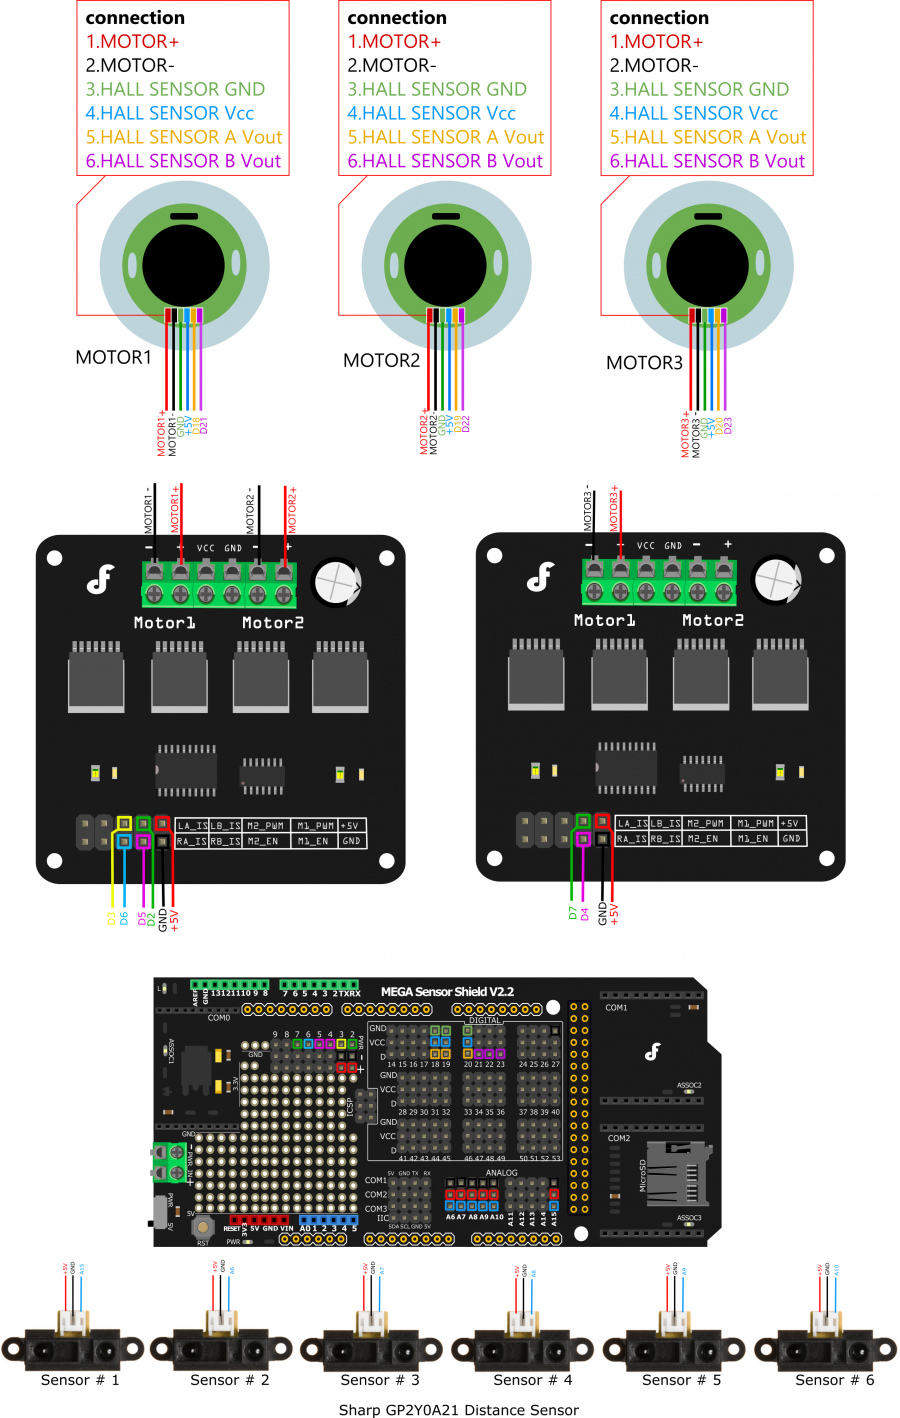 connection
1.MOTOR+
2.MOTOR-
3.HALL SENSOR GND
4.HALL SENSOR Vcc
5.HALL SENSOR A Vout
6.HALL SENSOR B Vout
connection
1.MOTOR+
2.MOTOR-
3.HALL SENSOR GND
4.HALL SENSOR Vcc
5.HALL SENSOR A Vout
6.HALL SENSOR B Vout
connection
1.MOTOR+
2.MOTOR-
3.HALL SENSOR GND
4.HALL SENSOR Vcc
5.HALL SENSOR A Vout
6.HALL SENSOR B Vout
MOTOR1
MOTOR2
MOTOR3
MOTOR1+
MOTOR1-
GND
+5V
D18
D21
MOTOR2+
MOTOR2-
GND
+5V
D19
D22
MOTOR3+
MOTOR3-
GND
+5V
D20
D23
MOTOR1 -
MOTOR1+
MOTOR2 -
MOTOR2+
MOTOR3 -
MOTOR3+
- + VCC GND - +
Motor1 Motor2
- + VCC GND - +
Motor1 Motor2
LA_IS LB_IS M2_PWM M1_PWM +5V
RA_IS RB_IS M2_EN M1_EN GND
LA_IS LB_IS M2_PWM M1_PWM +5V
RA_IS RB_IS M2_EN M1_EN GND
D3
D6
D5
D2
GND
+5V
D7
D4
GND
+5V
L
AREF
GND
13 12 11 10 9 8
7 6 5 4 3 2 TX RX
MEGA Sensor Shield V2.2
COM0
COM1
DIGITAL
9 8 7 6 5 4 3 2
PWR
- +
GND
ASSOC1
3.3V
ICSP
GND
VCC
D
14 15 16 17 18 19 20 21 22 23 24 25 26 27
GND
VCC
D
28 29 30 31 32 33 34 35 36 37 38 39 40
GND
VCC
D
41 42 43 44 45 46 47 48 49 50 51 52 53
ASSOC2
COM2
MicroSD
ASSOC3
GND
- PWR IN +
PWR
5V
5V
RST
RESET
3V3
5V GND VIN
A0 1 2 3 4 5
PWR
5V GND TX RX
COM1
COM2
COM3
IIC
SDA SCL GND 5V
ANALOG
COM1
COM2
COM3
A6 A7 A8 A9 A10
A11
A12
A13
A14
A15
+5V
GND
A15
+5V
GND
A6
+5V
GND
A7
+5V
GND
A8
+5V
GND
A9
+5V
GND
A10
Sensor # 1
Sensor # 2
Sensor # 3
Sensor # 4
Sensor # 5
Sensor # 6
Sharp GP2Y0A21 Distance Sensor